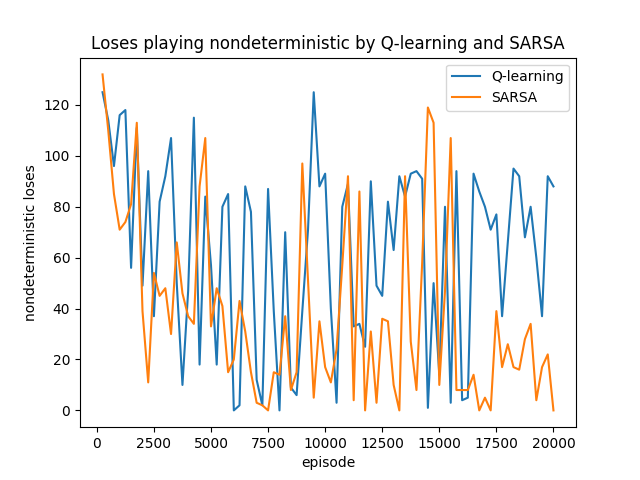 Loses playing nondeterministic by Q-learning and SARSA
Q-learning
SARSA
nondeterministic loses
120
100
80
60
40
20
0
0 2500 5000 7500 10000 12500 15000 17500 20000
episode